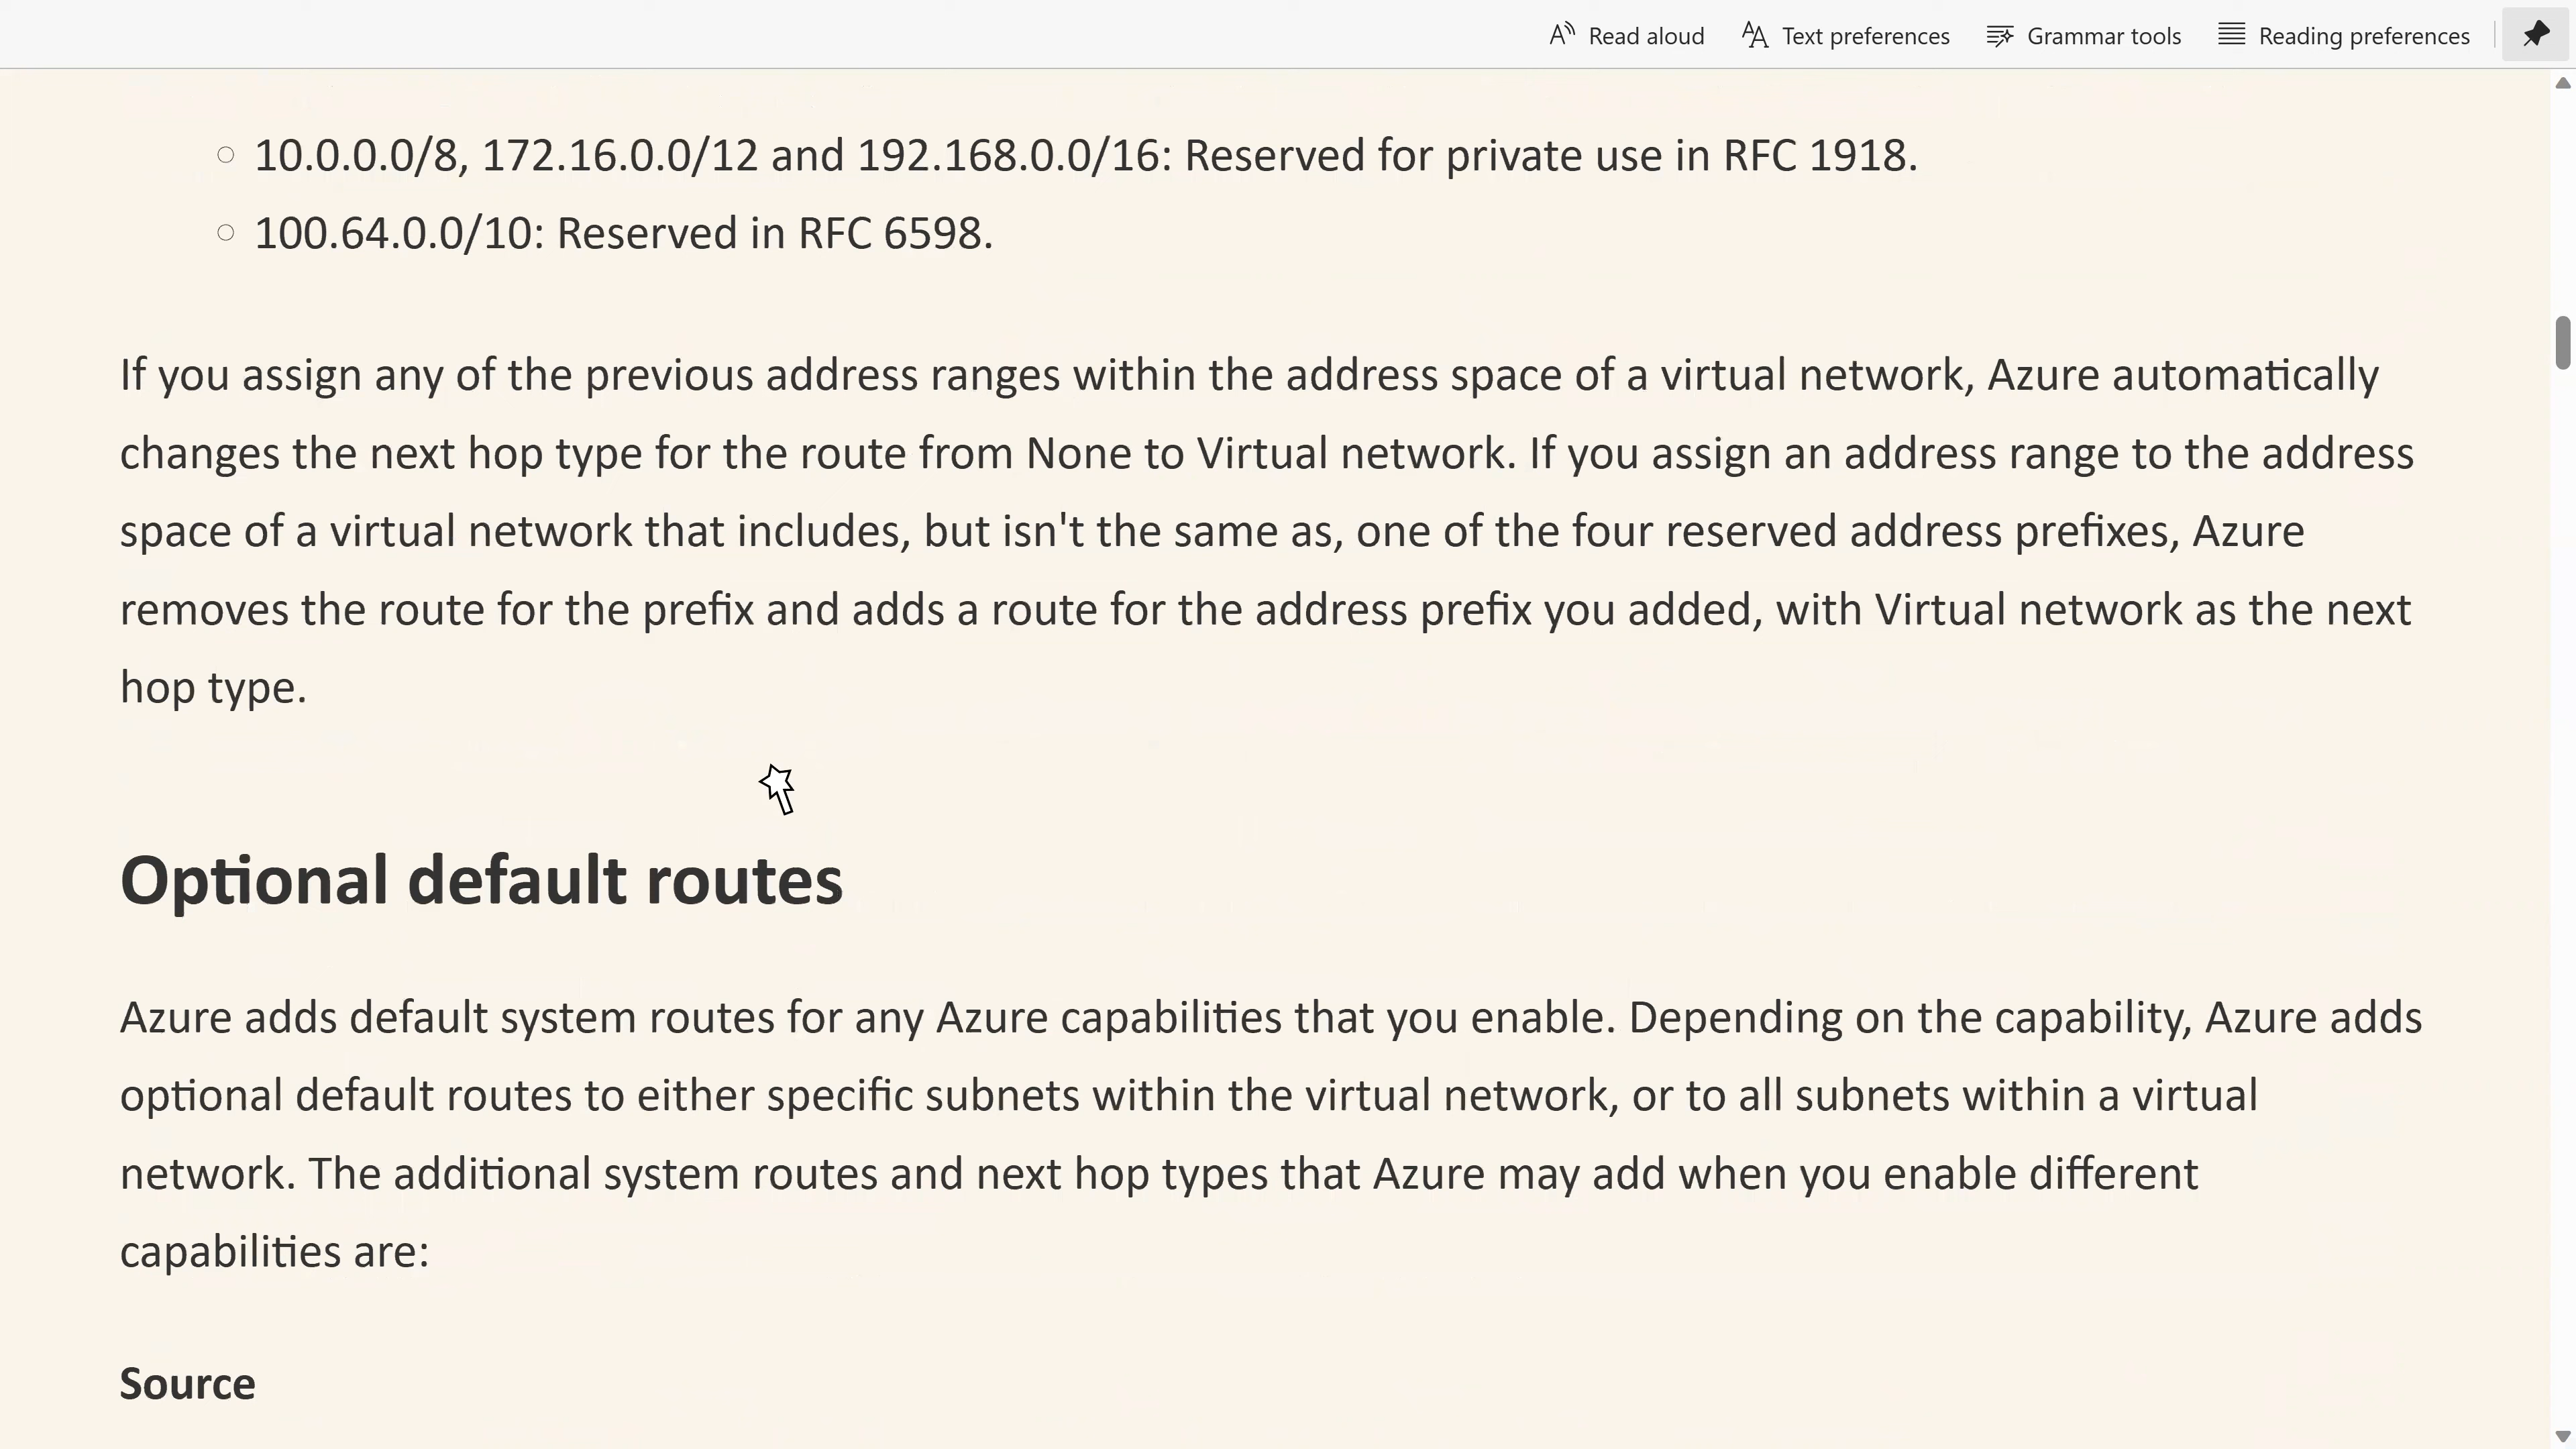 Read aloud Text preferences Grammar tools Reading preferences
10.0.0.0/8, 172.16.0.0/12 and 192.168.0.0/16: Reserved for private use in RFC 1918.
100.64.0.0/10: Reserved in RFC 6598.
If you assign any of the previous address ranges within the address space of a virtual network, Azure automatically
changes the next hop type for the route from None to Virtual network. If you assign an address range to the address
space of a virtual network that includes, but isn't the same as, one of the four reserved address prefixes, Azure
removes the route for the prefix and adds a route for the address prefix you added, with Virtual network as the next
hop type.
Optional default routes
Azure adds default system routes for any Azure capabilities that you enable. Depending on the capability, Azure adds
optional default routes to either specific subnets within the virtual network, or to all subnets within a virtual
network. The additional system routes and next hop types that Azure may add when you enable different
capabilities are:
Source